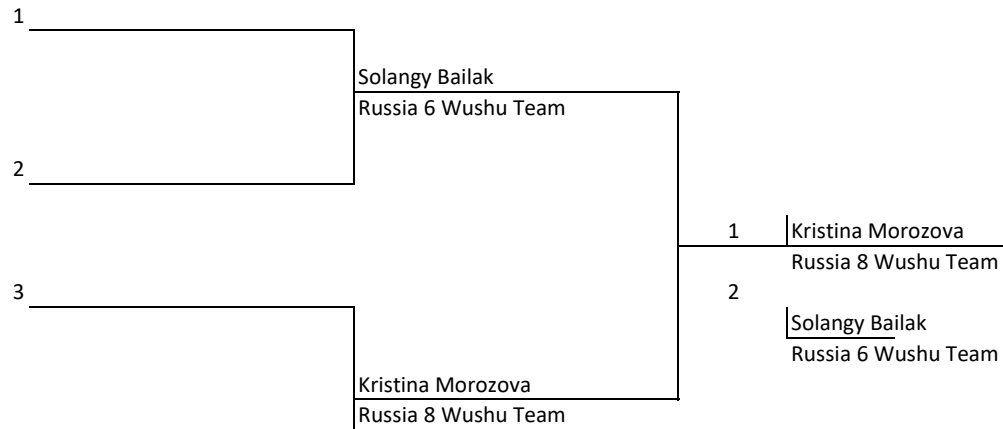 1
Solangy Bailak
Russia 6 Wushu Team
2
1 Kristina Morozova
Russia 8 Wushu Team
3
2
Solangy Bailak
Russia 6 Wushu Team
Kristina Morozova
Russia 8 Wushu Team